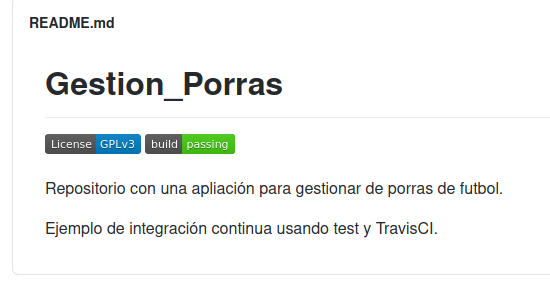 README.md
Gestion_Porras
License GPLv3 build passing
Repositorio con una apliación para gestionar de porras de futbol.
Ejemplo de integración continua usando test y TravisCI.